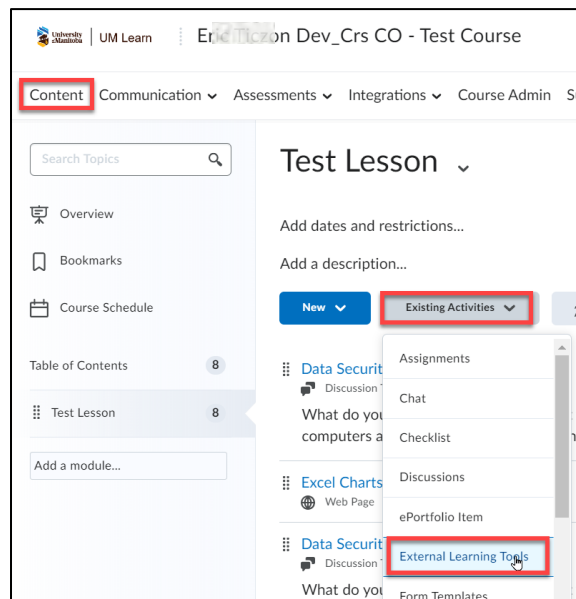 University of Manitoba UM Learn on Dev_Crs CO - Test Course
Content Communication Assessments Integrations Course Admin
Search Topics
Test Lesson
Overview
Add dates and restrictions...
Bookmarks
Add a description...
Course Schedule
New Existing Activities
Table of Contents 8
Test Lesson 8
Add a module...
Data Securit
Discussion
What do you
computers a
Excel Charts
Web Page
Data Securit
Discussion
What do you
Assignments
Chat
Checklist
Discussions
ePortfolio Item
External Learning Tools
Form Templates